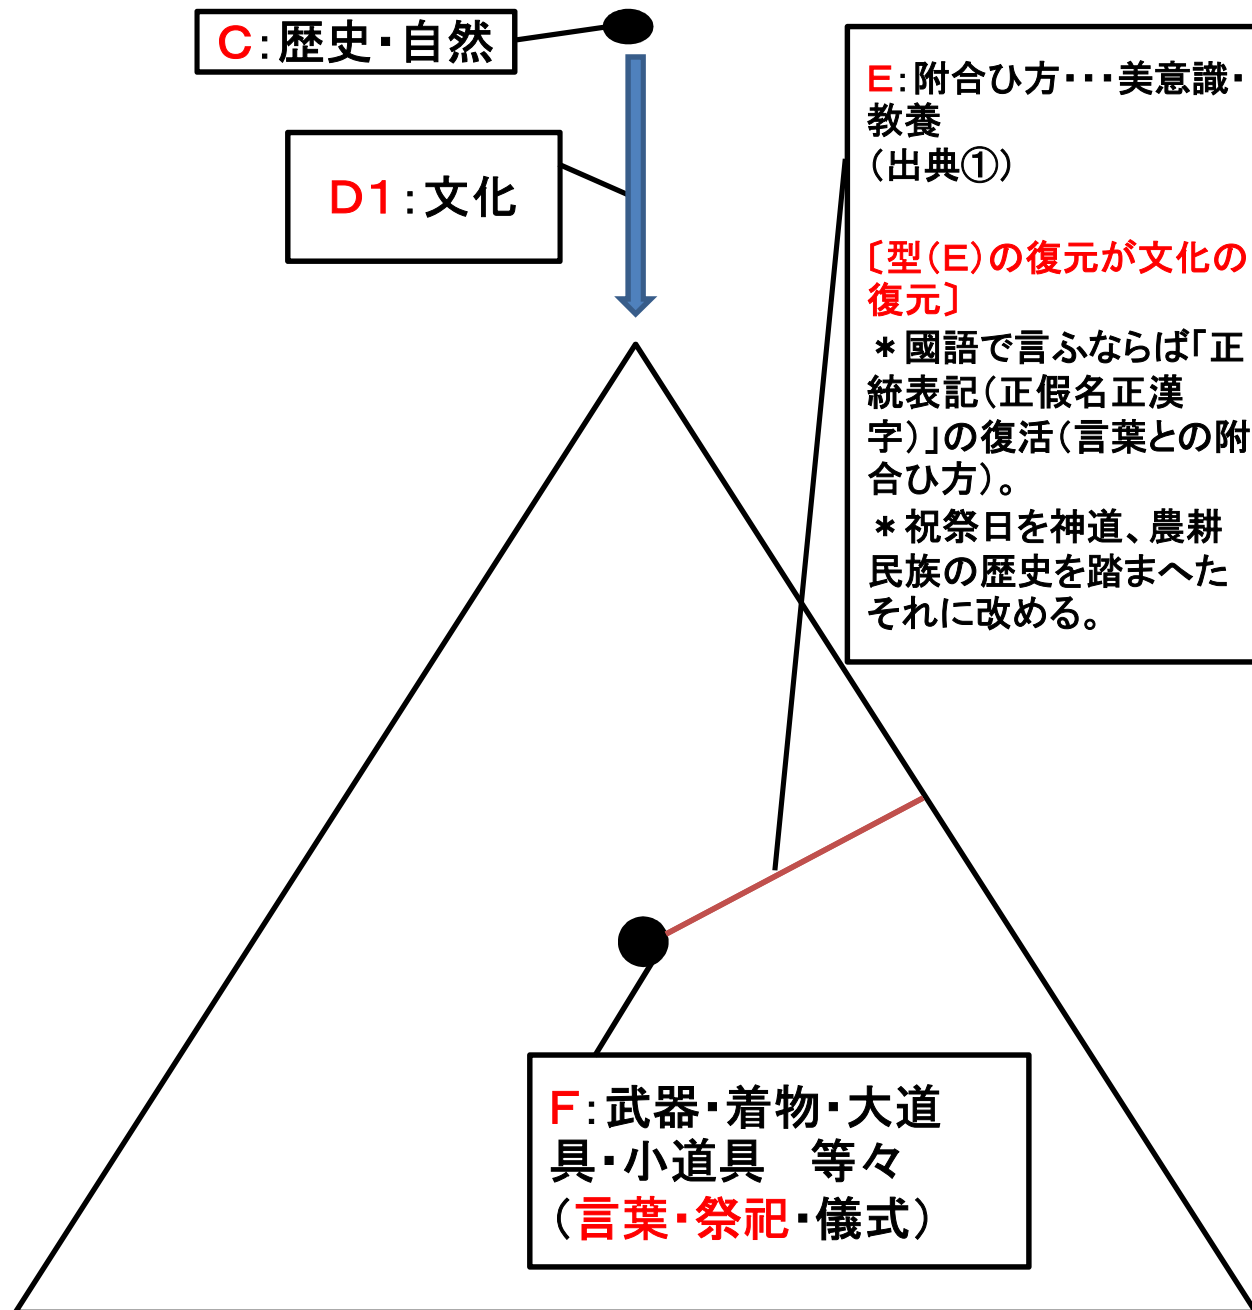 C:歴史・自然
D1:文化
E:附合ひ方・・・美意識・
教養
(出典①)
〔型(E)の復元が文化の
復元〕
＊國語で言ふならば「正
統表記(正假名正漢
字)」の復活(言葉との附
合ひ方)。
＊祝祭日を神道、農耕
民族の歴史を踏まへた
それに改める。
F:武器・着物・大道
具・小道具　等々
(言葉・祭祀・儀式)